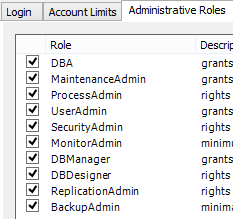 Login Account Limits Administrative Roles
Role Descrip
DBA grants
MaintenanceAdmin grants
ProcessAdmin rights
UserAdmin grants
SecurityAdmin rights
MonitorAdmin minimu
DBManager grants
DBDesigner rights
ReplicationAdmin rights
BackupAdmin minima